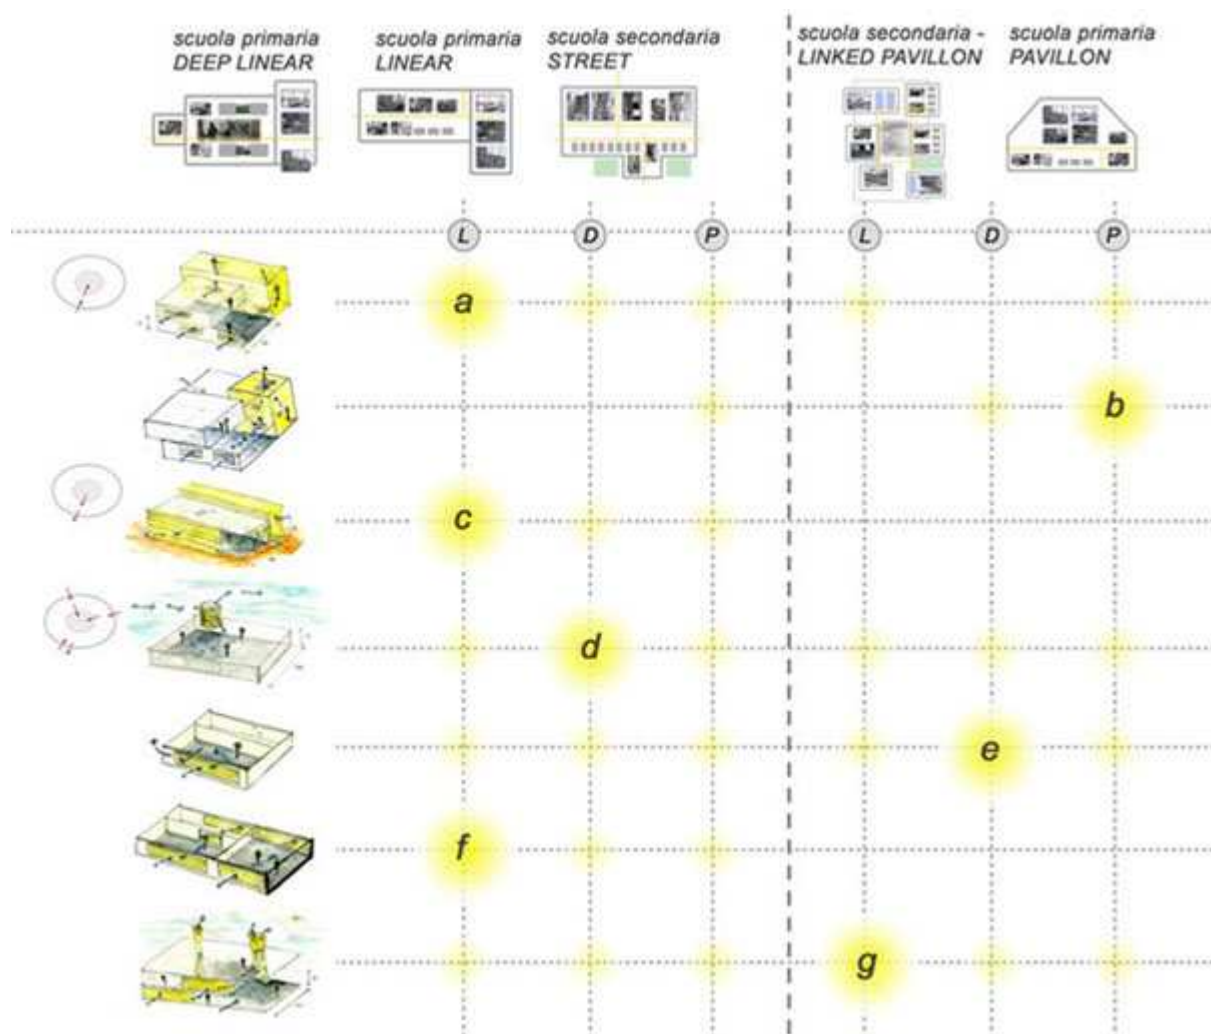 scuola primaria
DEEP LINEAR
scuola primaria
LINEAR
scuola secondaria
STREET
scuola secondaria -
LINKED PAVILLON
scuola primaria
PAVILLON
L D P L D P
a
b
c
d
e
f
g